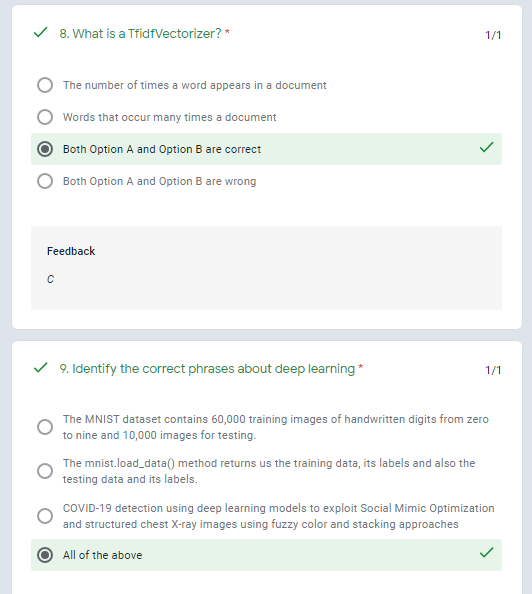 8. What is a TfidfVectorizer? *
1/1
The number of times a word appears in a document
Words that occur many times a document
Both Option A and Option B are correct
Both Option A and Option B are wrong
Feedback
C
9. Identify the correct phrases about deep learning *
1/1
The MNIST dataset contains 60,000 training images of handwritten digits from zero
to nine and 10,000 images for testing.
The mnist.load_data() method returns us the training data, its labels and also the
testing data and its labels.
COVID-19 detection using deep learning models to exploit Social Mimic Optimization
and structured chest X-ray images using fuzzy color and stacking approaches
All of the above